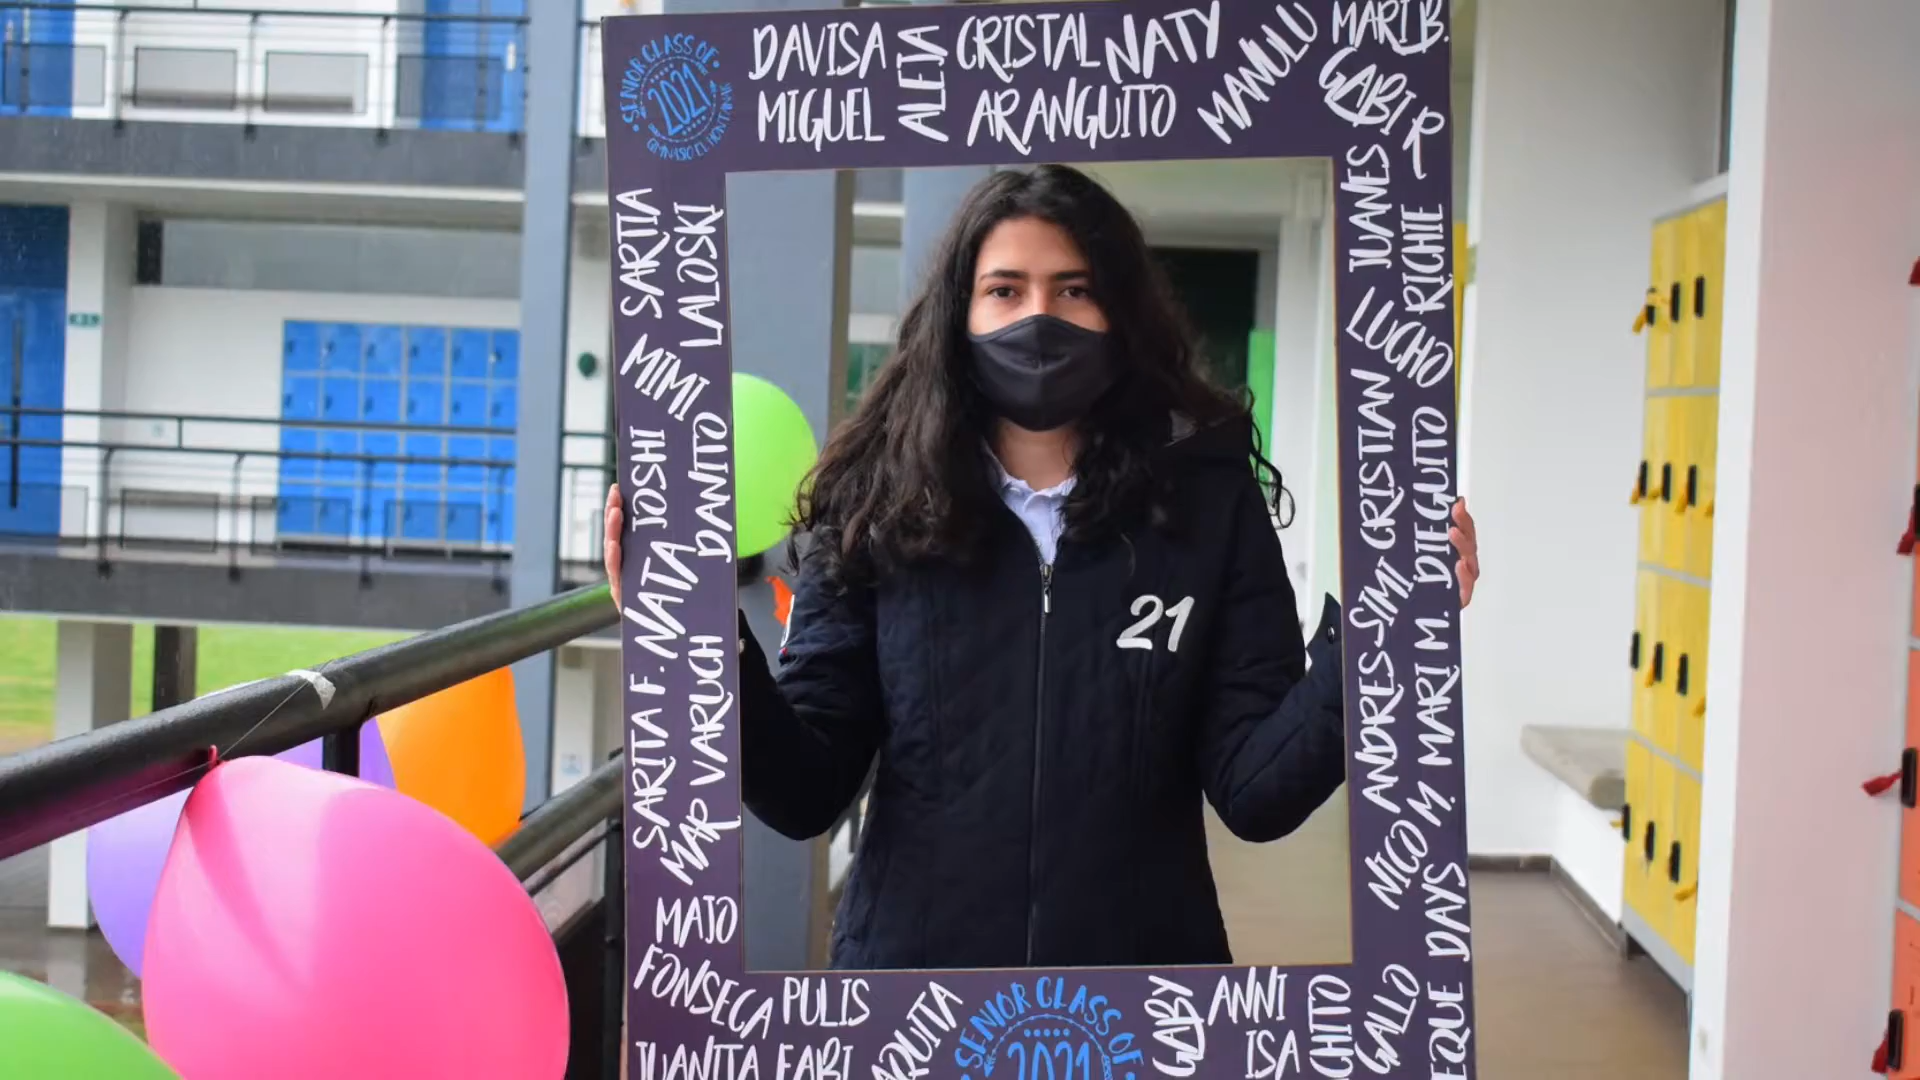 SENIOR CLASS OF
2021
GIMNASIO EL HONTANAR
DAVISA
MIGUEL
ALEJA
CRISTAL
ARANGUITO
NATY
MANULU
MARI B.
GABI R
JUANES
RICHIE
LUCHO
CRISTIAN
DIEGUITO
SIMI
ANDRES
MARI M.
NICO M
DAYS
SARTIA
LALOSKI
MIMI
JOSHI
DANITO
NATA
SARITA F.
VARUCH
MAP
MAJO
FONSECA
PULIS
JUANITA
FABI
SENIOR CLASS OF
2021
GABY
ANNI
ISA
GALLO
21